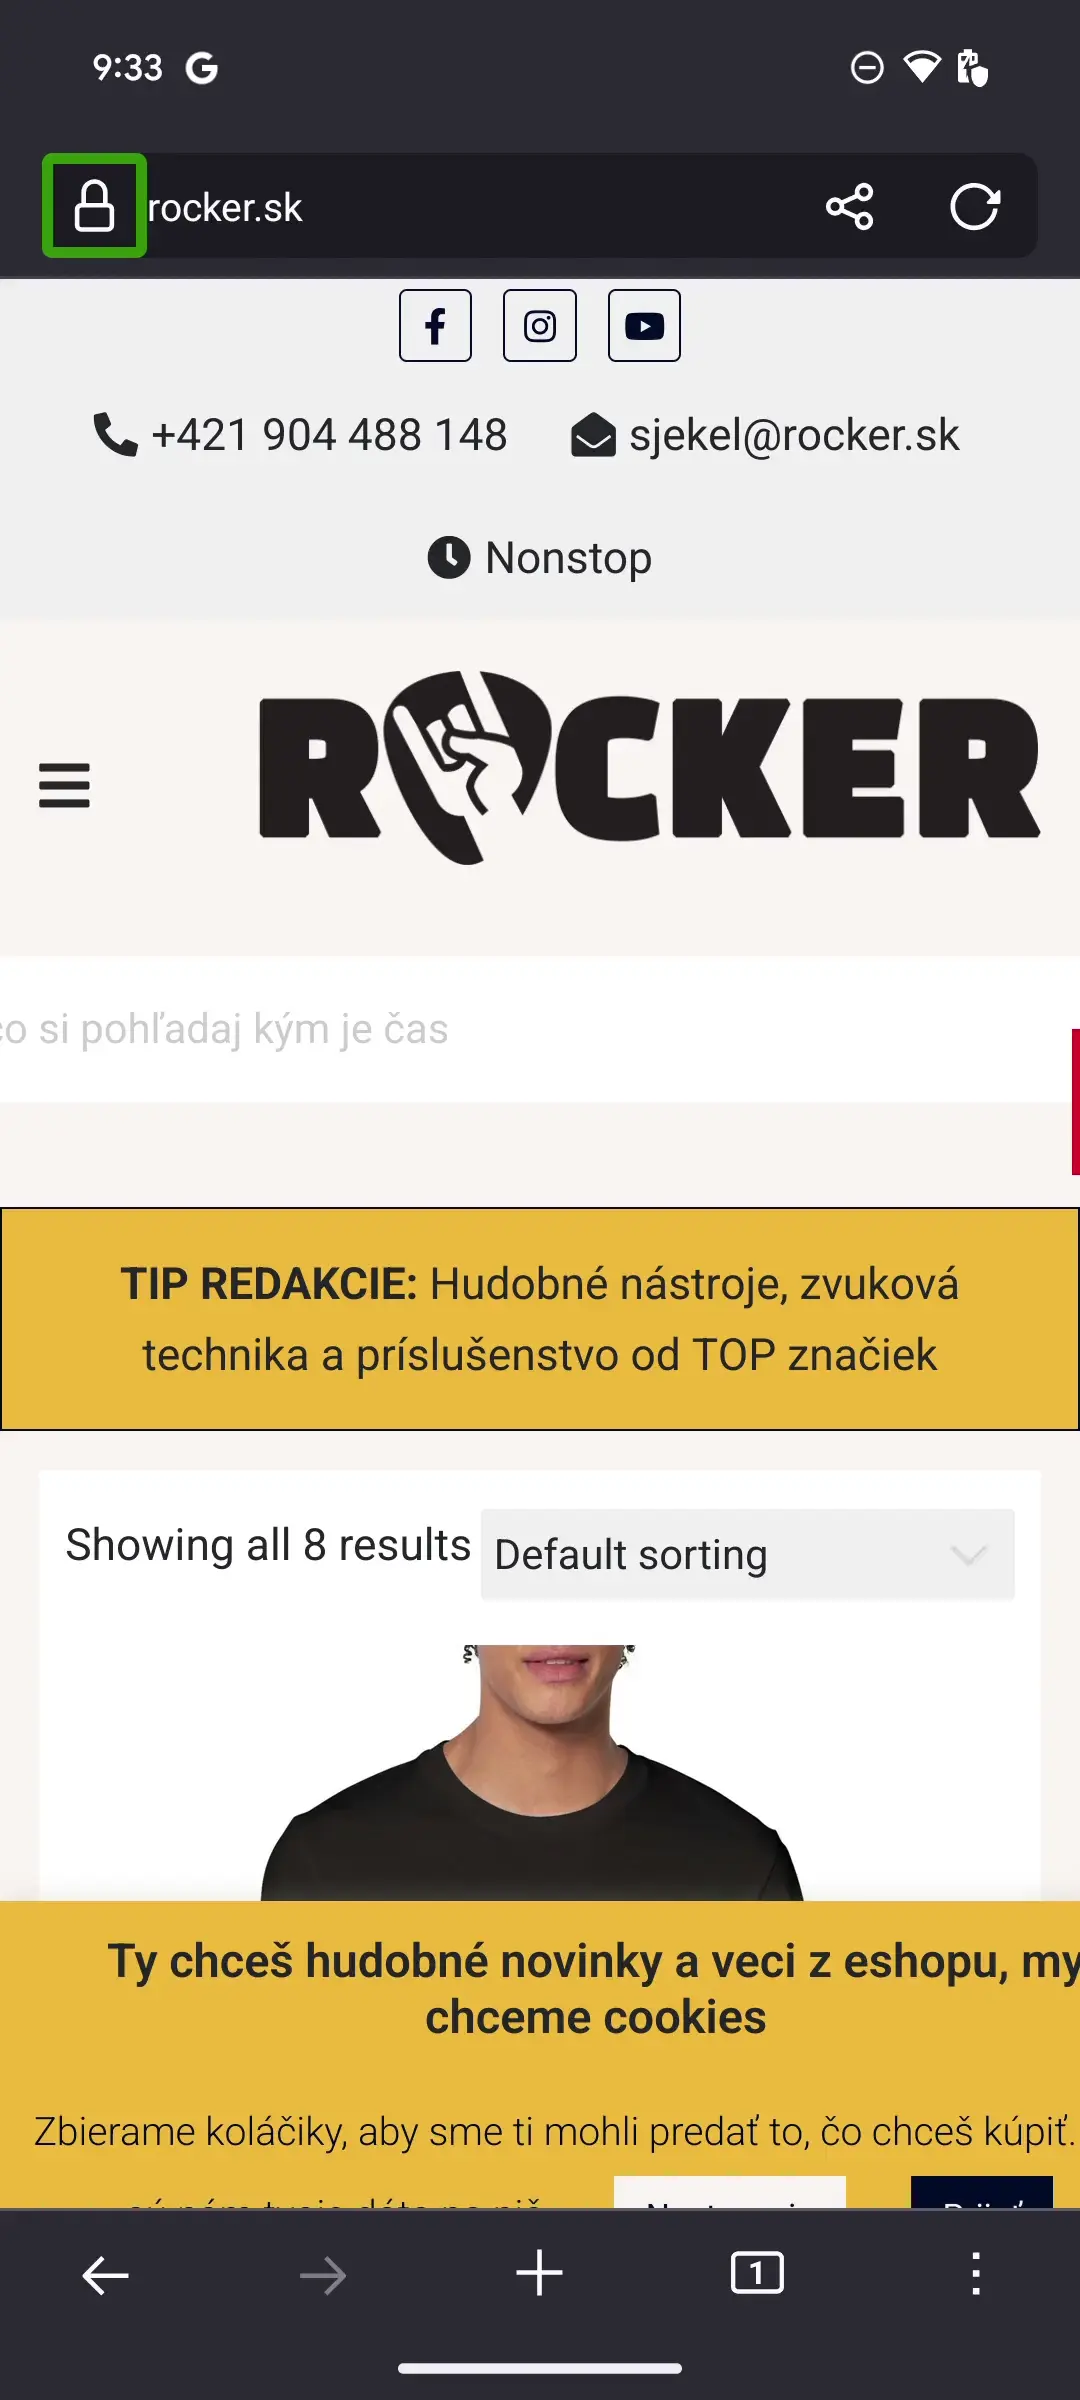 9:33
rocker.sk
+421 904 488 148
sjekel@rocker.sk
Nonstop
ROCKER
čo si pohľadaj kým je čas
TIP REDAKCIE: Hudobné nástroje, zvuková
technika a príslušenstvo od TOP značiek
Showing all 8 results
Default sorting
Ty chceš hudobné novinky a veci z eshopu, my
chceme cookies
Zbierame koláčiky, aby sme ti mohli predať to, čo chceš kúpiť.
1